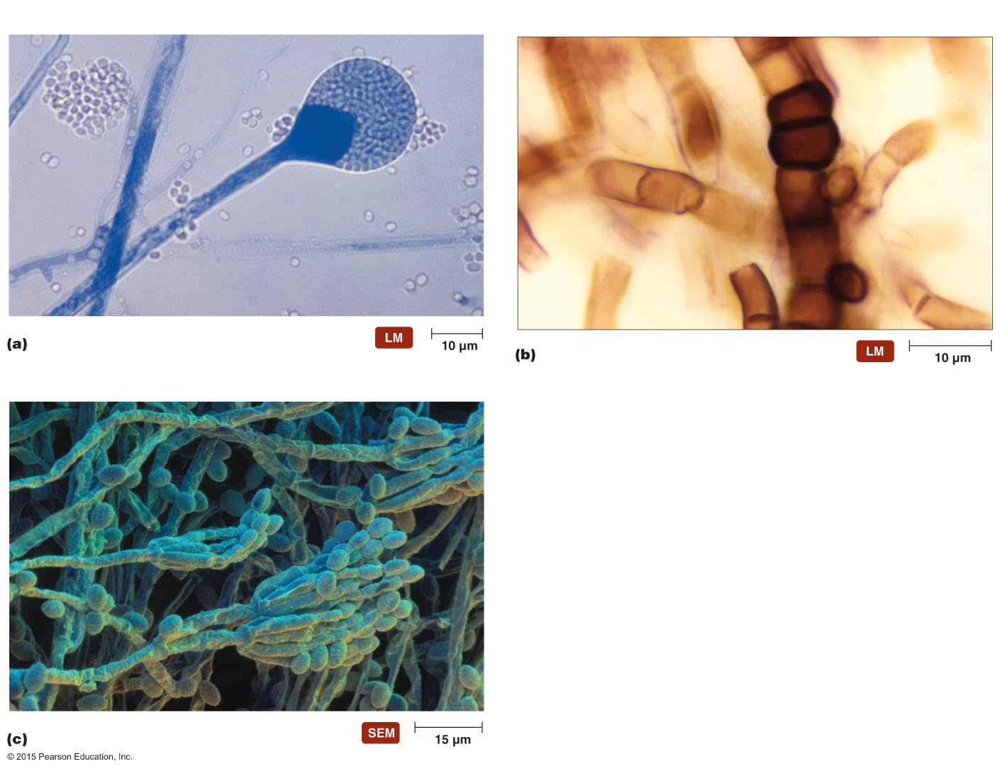 LM
10 µm
(a)
LM
10 µm
(b)
SEM
15 µm
(c)
© 2015 Pearson Education, Inc.